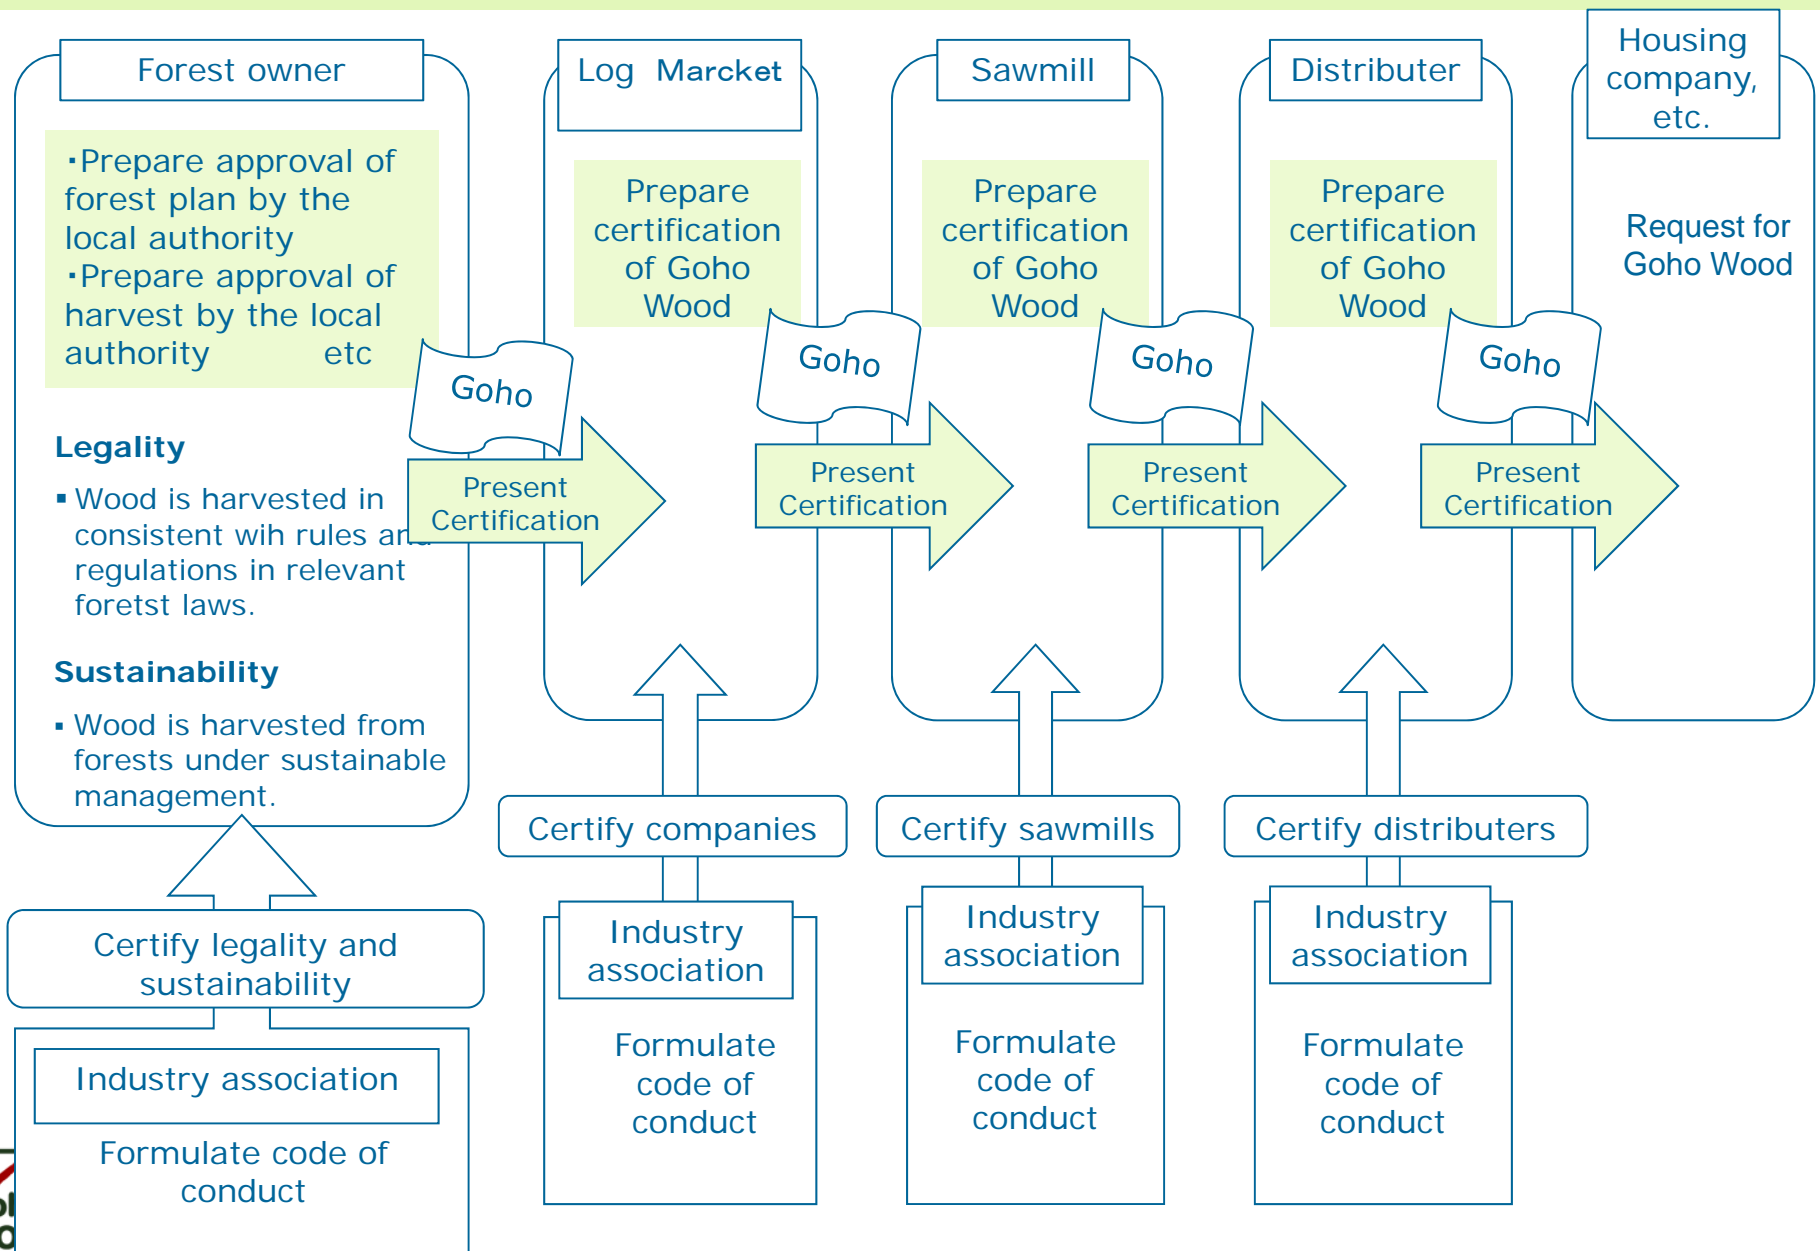 Forest owner
・Prepare approval of
forest plan by the
local authority
・Prepare approval of
harvest by the local
authority etc
Legality
▪ Wood is harvested in
consistent wih rules and
regulations in relevant
foretst laws.
Sustainability
▪ Wood is harvested from
forests under sustainable
management.
Certify legality and
sustainability
Industry association
Formulate code of
conduct
Goho
Present
Certification
Log Marcket
Prepare
certification
of Goho
Wood
Certify companies
Industry
association
Formulate
code of
conduct
Goho
Present
Certification
Sawmill
Prepare
certification
of Goho
Wood
Certify sawmills
Industry
association
Formulate
code of
conduct
Goho
Present
Certification
Distributer
Prepare
certification
of Goho
Wood
Certify distributers
Industry
association
Formulate
code of
conduct
Goho
Present
Certification
Housing
company,
etc.
Request for
Goho Wood